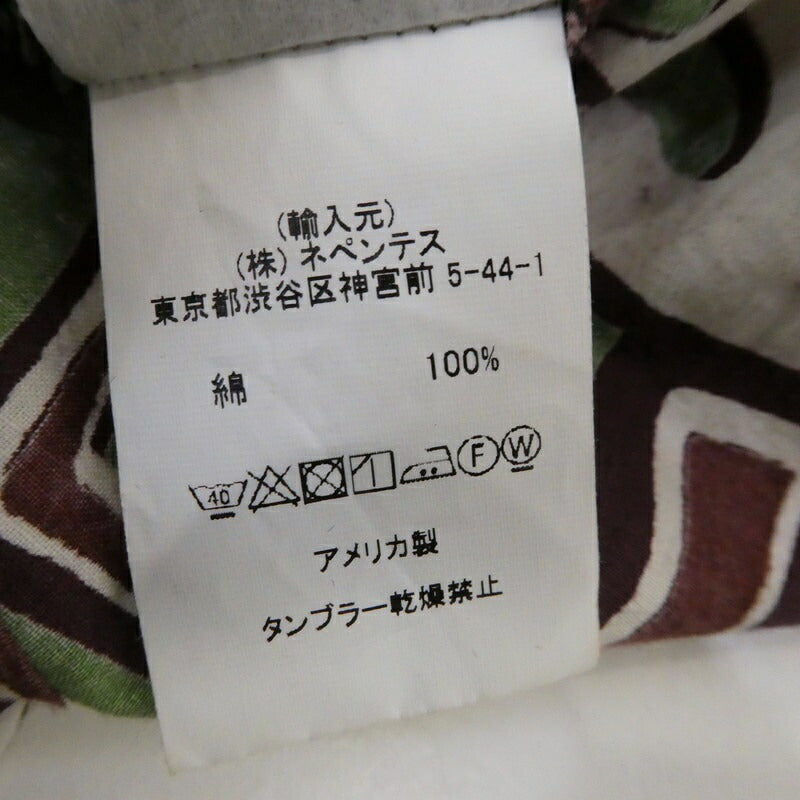 (輸入元)
(株) ネペンテス
東京都渋谷区神宮前 5-44-1
綿 100%
40 F W
アメリカ製
タンブラー乾燥禁止